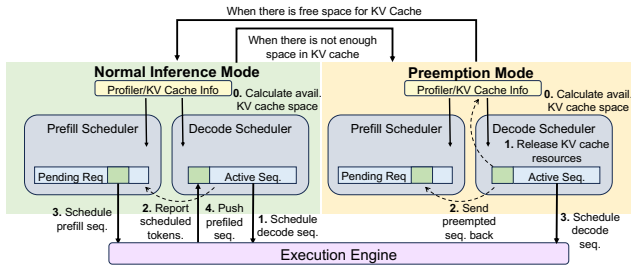 When there is free space for KV Cache
When there is not enough
space in KV cache
Normal Inference Mode
Profiler/KV Cache Info
0. Calculate avail.
KV cache space
Prefill Scheduler
Decode Scheduler
Pending Req
Active Seq.
3. Schedule
prefill seq.
2. Report
scheduled
tokens.
4. Push
prefiled
seq.
1. Schedule
decode seq.
Preemption Mode
Profiler/KV Cache Info
0. Calculate avail.
KV cache space
Prefill Scheduler
Decode Scheduler
1. Release KV cache
resources
Pending Req
Active Seq.
2. Send
preempted
seq. back
3. Schedule
decode
seq.
Execution Engine